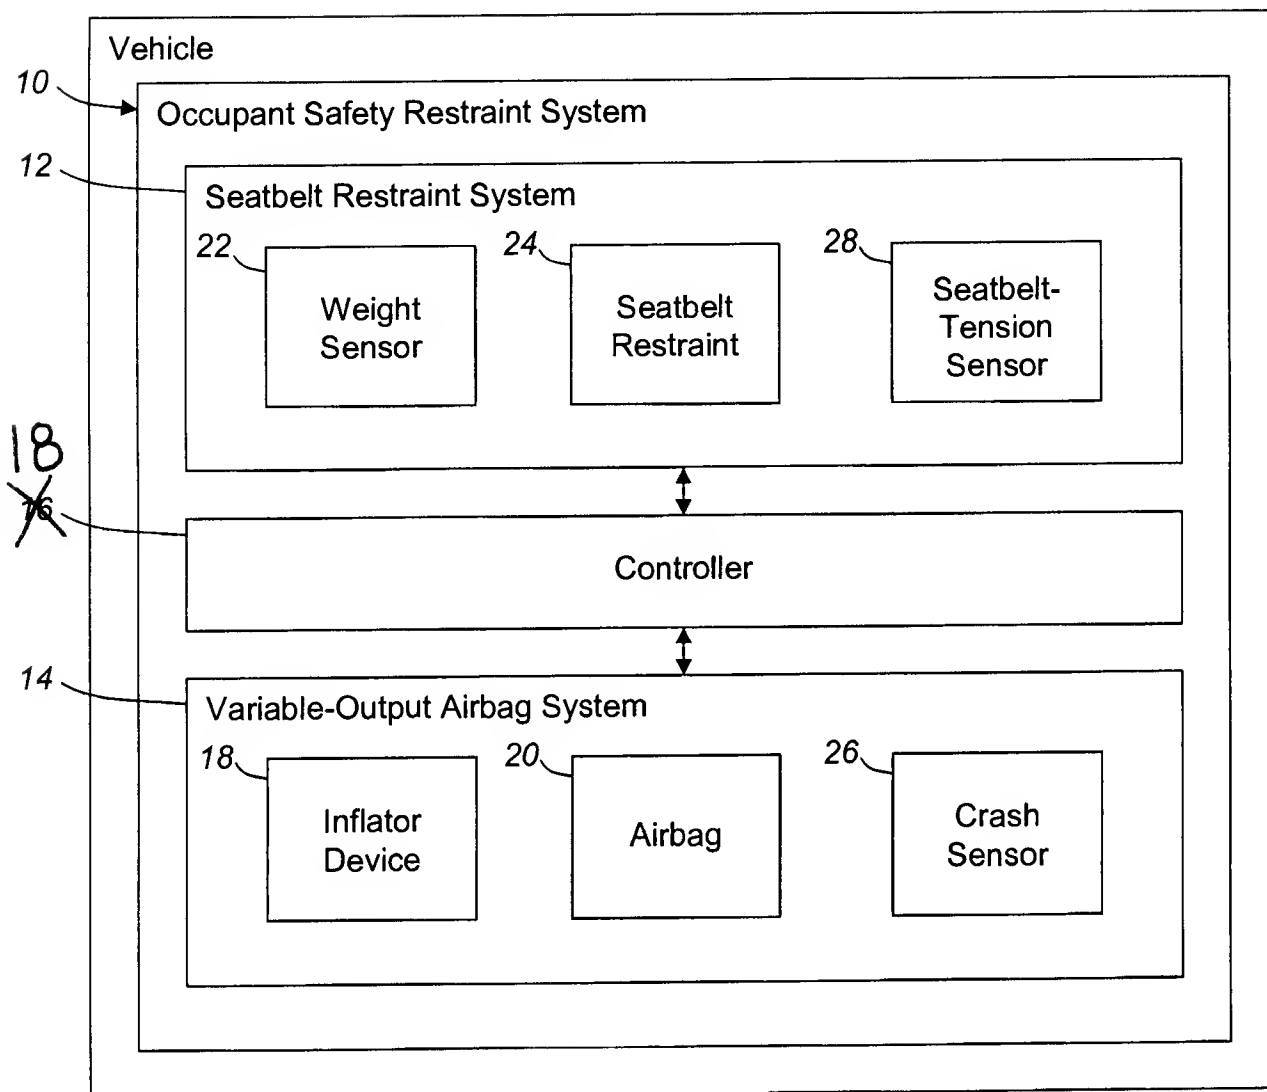 Vehicle
10
Occupant Safety Restraint System
12
Seatbelt Restraint System
22
24
28
Weight
Sensor
Seatbelt
Restraint
Seatbelt-
Tension
Sensor
18
16
Controller
14
Variable-Output Airbag System
18
20
26
Inflator
Device
Airbag
Crash
Sensor